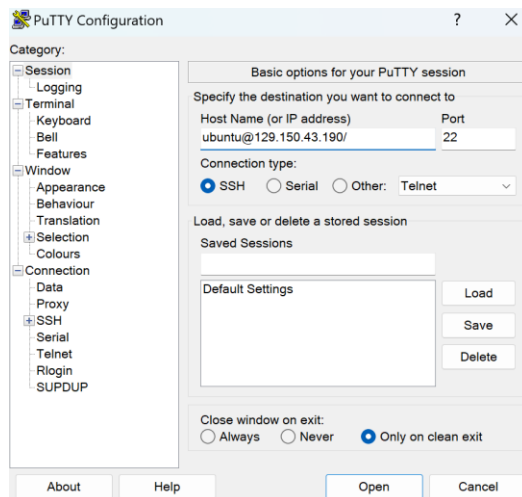 PuTTY Configuration ? ×
Category:
Session
Logging
Terminal
Keyboard
Bell
Features
Window
Appearance
Behaviour
Translation
Selection
Colours
Connection
Data
Proxy
SSH
Serial
Telnet
Rlogin
SUPDUP
Basic options for your PuTTY session
Specify the destination you want to connect to
Host Name (or IP address) Port
ubuntu@129.150.43.190/ 22
Connection type:
SSH Serial Other: Telnet
Load, save or delete a stored session
Saved Sessions
Default Settings
Load
Save
Delete
Close window on exit:
Always Never Only on clean exit
About Help Open Cancel